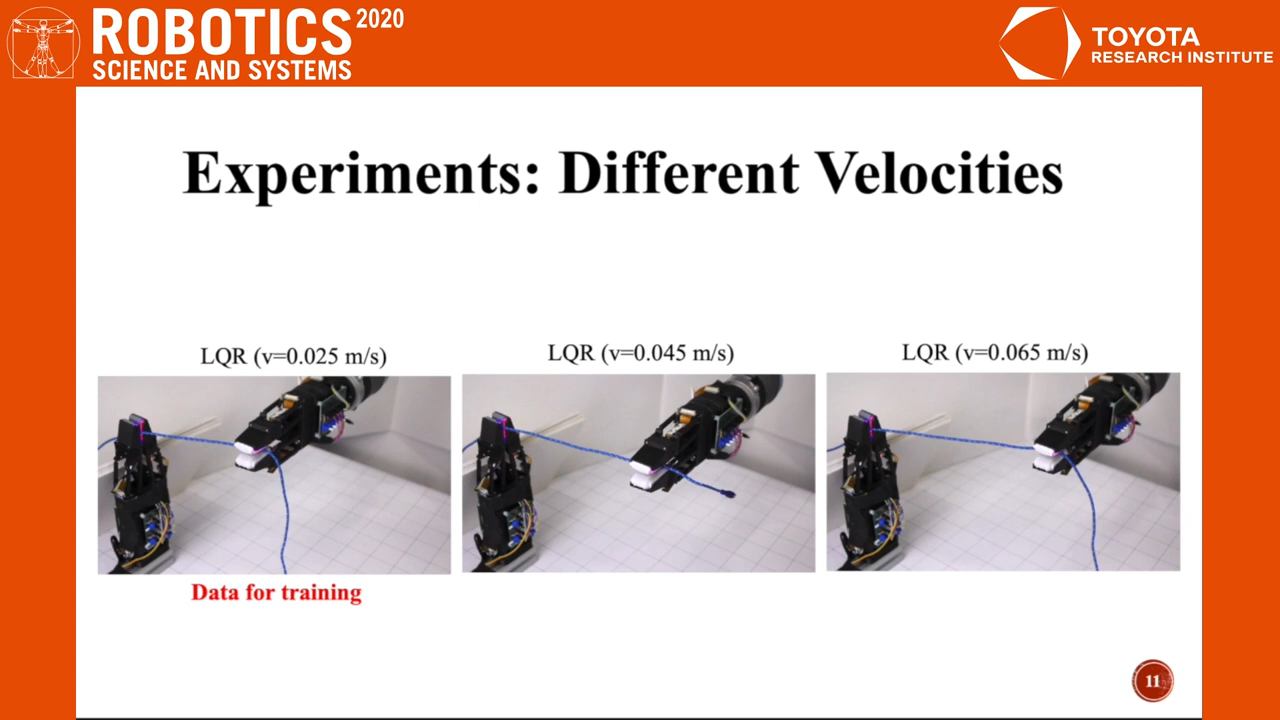 ROBOTICS 2020
SCIENCE AND SYSTEMS
TOYOTA
RESEARCH INSTITUTE
Experiments: Different Velocities
LQR (v=0.025 m/s)
LQR (v=0.045 m/s)
LQR (v=0.065 m/s)
Data for training
11